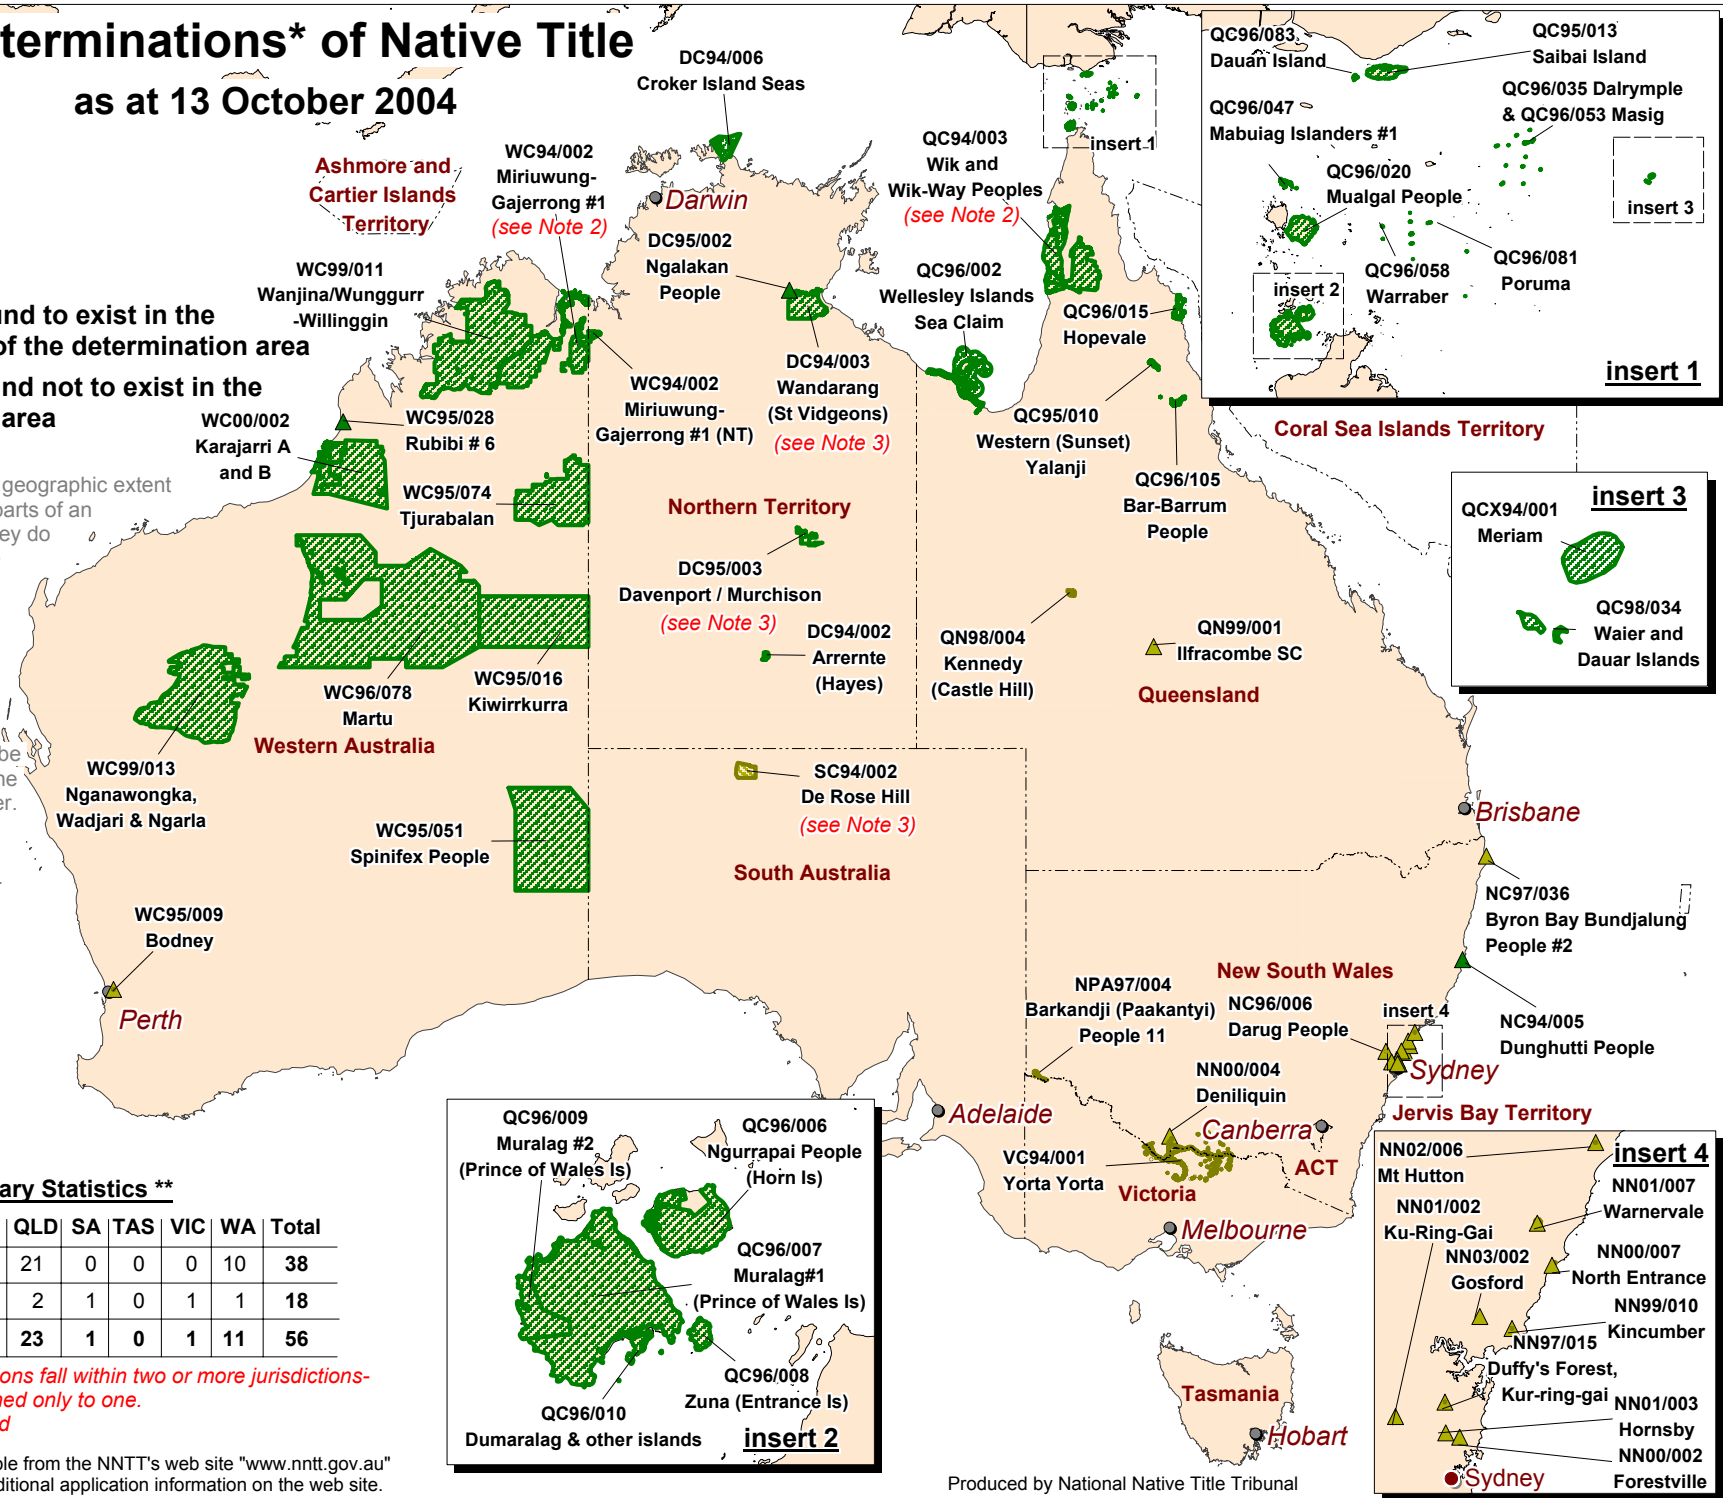 terminations* of Native Title
as at 13 October 2004
Ashmore and
Cartier Islands
Territory
DC94/006
Croker Island Seas
WC94/002
Miriuwung-
Gajerrong #1
(see Note 2)
Darwin
DC95/002
Ngalakan
People
QC94/003
Wik and
Wik-Way Peoples
(see Note 2)
insert 1
QC96/002
Wellesley Islands
Sea Claim
QC96/015
Hopevale
WC99/011
Wanjina/Wunggurr
-Willinggin
und to exist in the
of the determination area
und not to exist in the
area
WC00/002
Karajarri A
and B
WC95/028
Rubibi # 6
WC94/002
Miriuwung-
Gajerrong #1 (NT)
DC94/003
Wandarang
(St Vidgeons)
(see Note 3)
QC95/010
Western (Sunset)
Yalanji
QC96/105
Bar-Barrum
People
geographic extent
parts of an
ey do
WC95/074
Tjurabalan
Northern Territory
DC95/003
Davenport / Murchison
(see Note 3)
DC94/002
Arrernte
(Hayes)
QN98/004
Kennedy
(Castle Hill)
QN99/001
Ilfracombe SC
Queensland
WC96/078
Martu
WC95/016
Kiwirrkurra
Western Australia
WC99/013
Nganawongka,
Wadjari & Ngarla
be
he
er.
SC94/002
De Rose Hill
(see Note 3)
South Australia
WC95/051
Spinifex People
WC95/009
Bodney
Perth
Brisbane
NC97/036
Byron Bay Bundjalung
People #2
New South Wales
NPA97/004
Barkandji (Paakantyi)
People 11
NC96/006
Darug People
insert 4
NC94/005
Dunghutti People
Sydney
Jervis Bay Territory
NN00/004
Deniliquin
Adelaide
Canberra
ACT
VC94/001
Yorta Yorta
Victoria
Melbourne
Tasmania
Hobart
Coral Sea Islands Territory
QC96/083
Dauan Island
QC95/013
Saibai Island
QC96/047
Mabuiag Islanders #1
QC96/035 Dalrymple
& QC96/053 Masig
QC96/020
Mualgal People
insert 3
QC96/058
Warraber
QC96/081
Poruma
insert 2
insert 1
insert 3
QCX94/001
Meriam
QC98/034
Waier and
Dauar Islands
QC96/009
Muralag #2
(Prince of Wales Is)
QC96/006
Ngurrapai People
(Horn Is)
QC96/007
Muralag#1
(Prince of Wales Is)
QC96/008
Zuna (Entrance Is)
QC96/010
Dumaralag & other islands
insert 2
insert 4
NN02/006
Mt Hutton
NN01/007
Warnervale
NN01/002
Ku-Ring-Gai
NN03/002
Gosford
NN00/007
North Entrance
NN99/010
Kincumber
NN97/015
Duffy's Forest,
Kur-ring-gai
NN01/003
Hornsby
NN00/002
Forestville
Sydney
ary Statistics **
QLD SA TAS VIC WA Total
21 0 0 0 10 38
2 1 0 1 1 18
23 1 0 1 11 56
ons fall within two or more jurisdictions-
ned only to one.
d
ble from the NNTT's web site "www.nntt.gov.au"
ditional application information on the web site.
Produced by National Native Title Tribunal